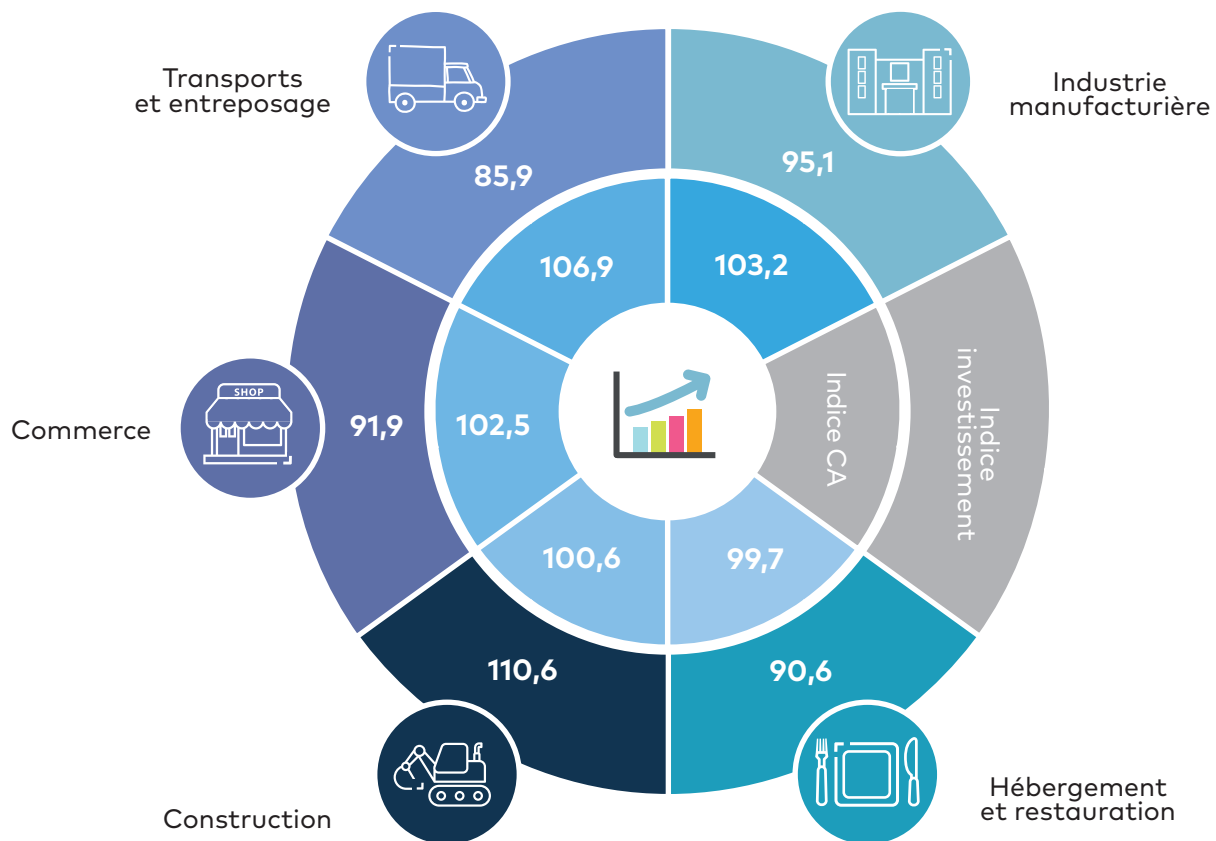 Transports
et entreposage
Industrie
manufacturière
85,9
95,1
106,9
103,2
SHOP
Commerce
91,9
102,5
Indice CA
Indice
investissement
100,6
99,7
110,6
90,6
Construction
Hébergement
et restauration